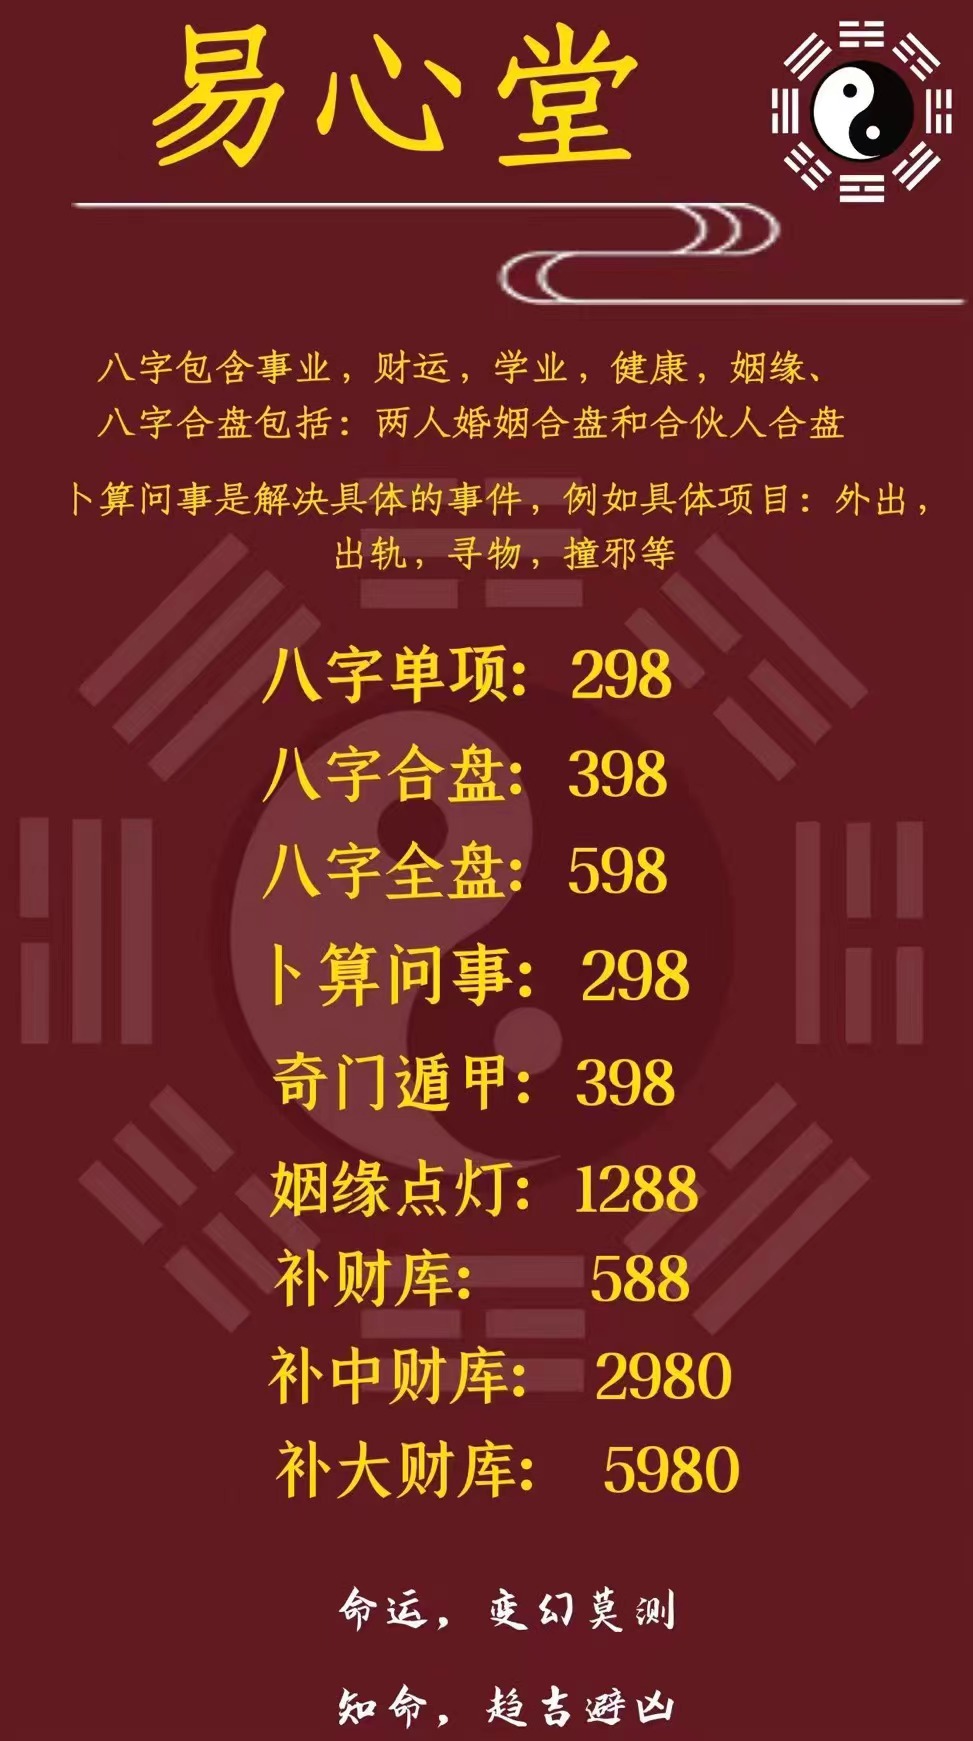 易心堂
八字包含事业，财运，学业，健康，姻缘、
八字合盘包括：两人婚姻合盘和合伙人合盘
卜算问事是解决具体的事件，例如具体项目：外出，
出轨，寻物，撞邪等
八字单项：298
八字合盘：398
八字全盘：598
卜算问事：298
奇门遁甲：398
姻缘点灯：1288
补财库：588
补中财库：2980
补大财库：5980
命运，变幻莫测
知命，趋吉避凶